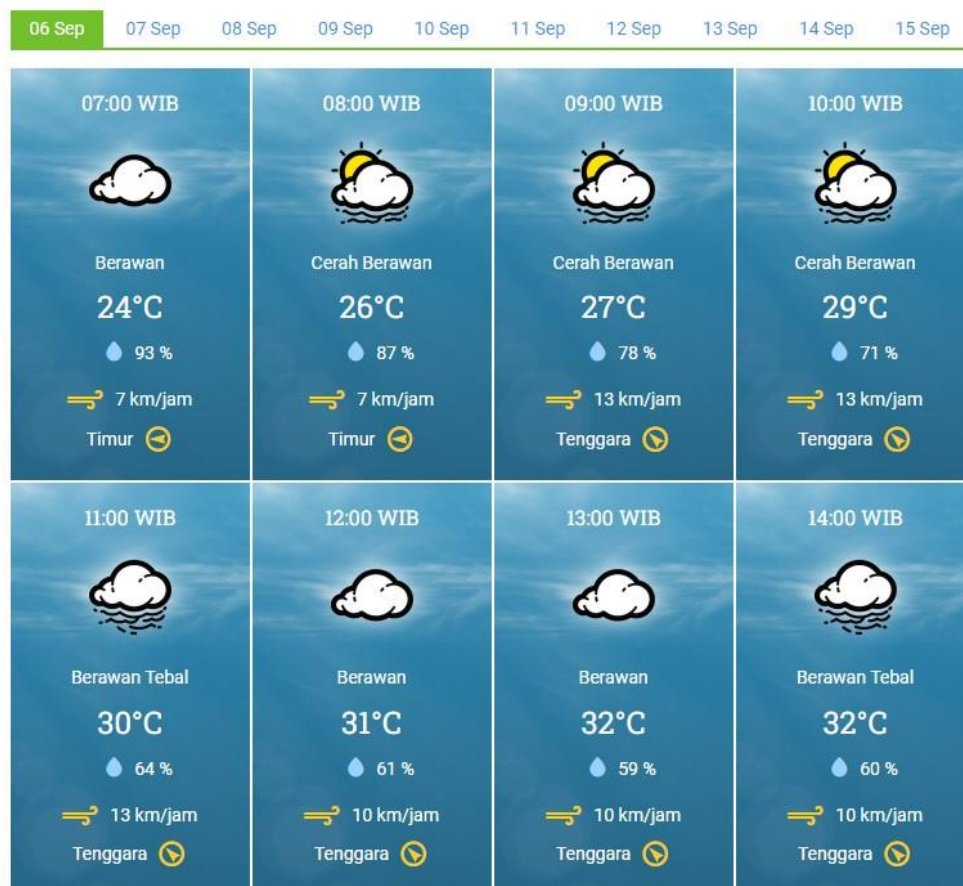 06 Sep 07 Sep 08 Sep 09 Sep 10 Sep 11 Sep 12 Sep 13 Sep 14 Sep 15 Sep
07:00 WIB
Berawan
24°C
93 %
7 km/jam
Timur
08:00 WIB
Cerah Berawan
26°C
87 %
7 km/jam
Timur
09:00 WIB
Cerah Berawan
27°C
78 %
13 km/jam
Tenggara
10:00 WIB
Cerah Berawan
29°C
71 %
13 km/jam
Tenggara
11:00 WIB
Berawan Tebal
30°C
64 %
13 km/jam
Tenggara
12:00 WIB
Berawan
31°C
61 %
10 km/jam
Tenggara
13:00 WIB
Berawan
32°C
59 %
10 km/jam
Tenggara
14:00 WIB
Berawan Tebal
32°C
60 %
10 km/jam
Tenggara